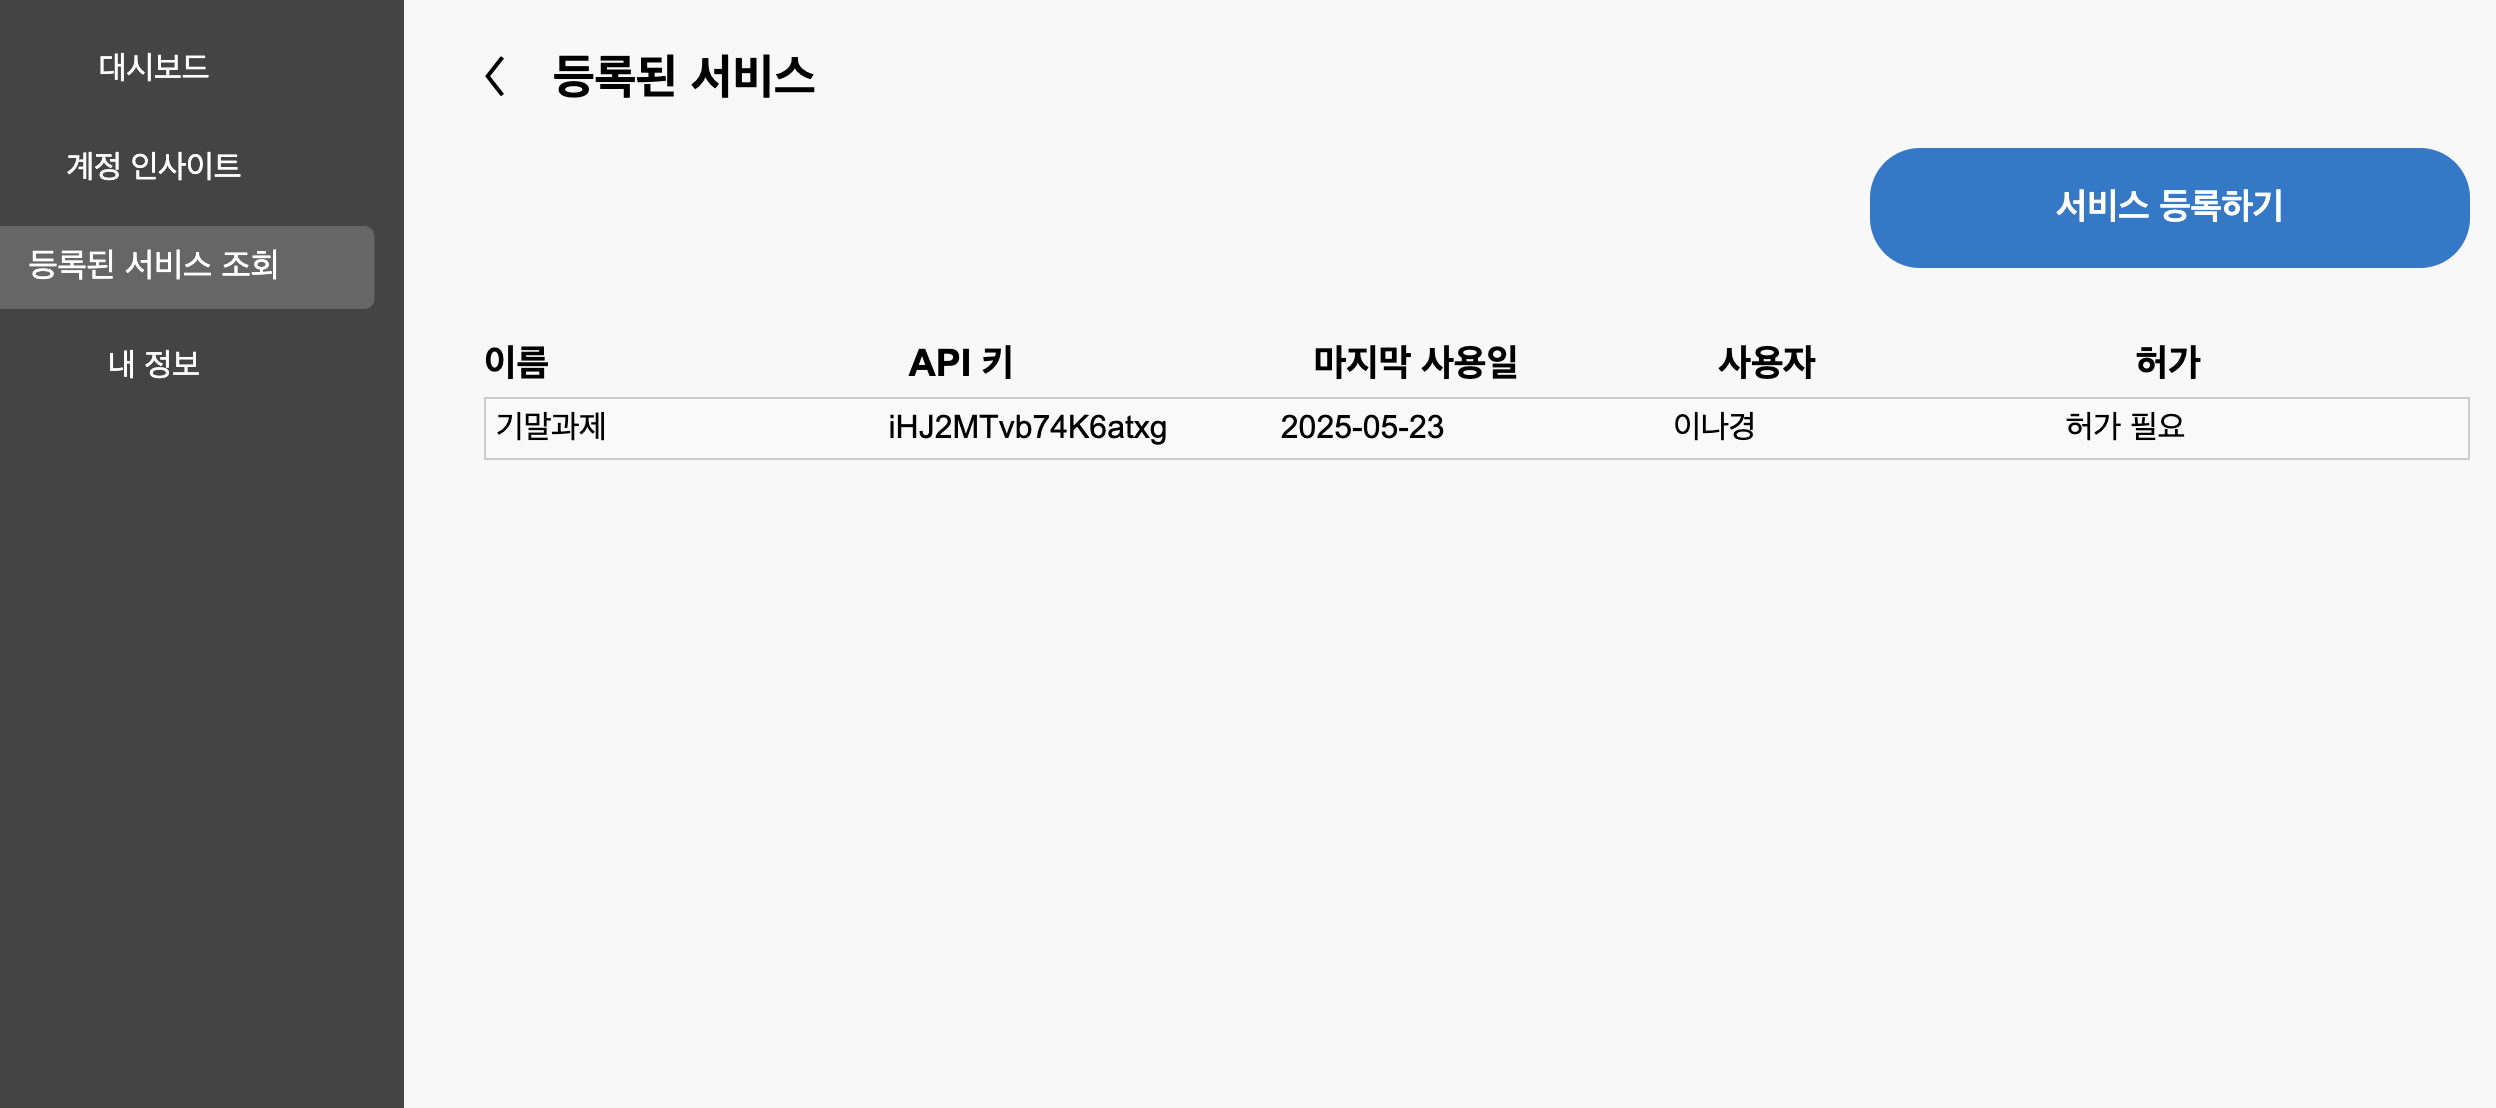 대시보드
계정 인사이트
등록된 서비스 조회
내 정보
등록된 서비스
서비스 등록하기
이름 API 키 마지막 사용일 사용자 허가
기말과제 iHJJ2MTwb74K6atxg 2025-05-23 이나경 허가 필요